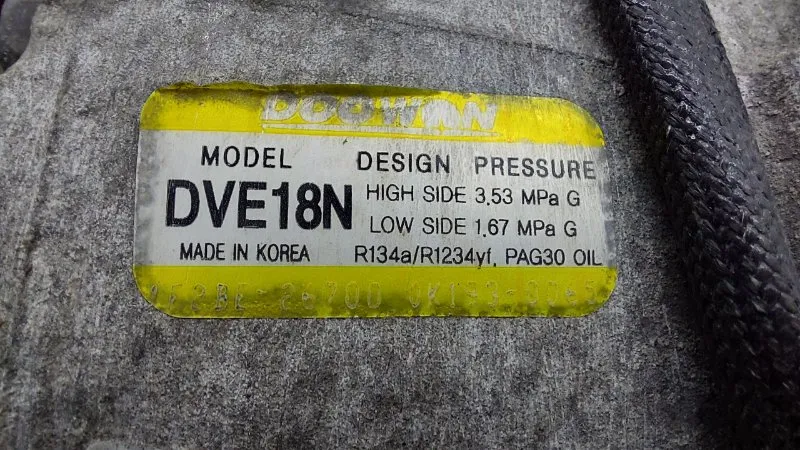 DOOWON
MODEL
DVE18N
MADE IN KOREA
DESIGN PRESSURE
HIGH SIDE 3.53 MPa G
LOW SIDE 1.67 MPa G
R134a/R1234yf, PAG30 OIL